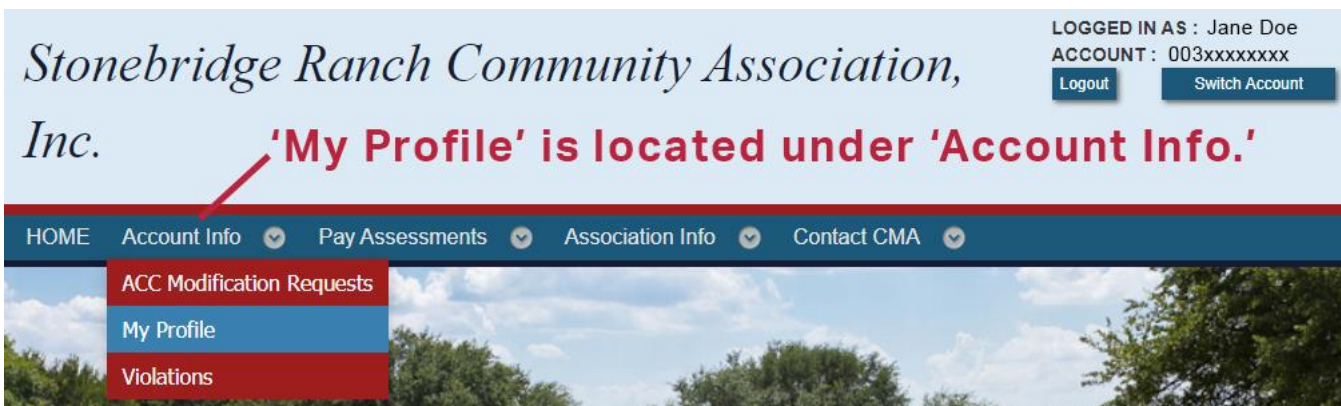 LOGGED IN AS : Jane Doe
ACCOUNT : 003xxxxxxxx
Logout Switch Account
Stonebridge Ranch Community Association,
Inc.
'My Profile' is located under 'Account Info.'
HOME Account Info Pay Assessments Association Info Contact CMA
ACC Modification Requests
My Profile
Violations